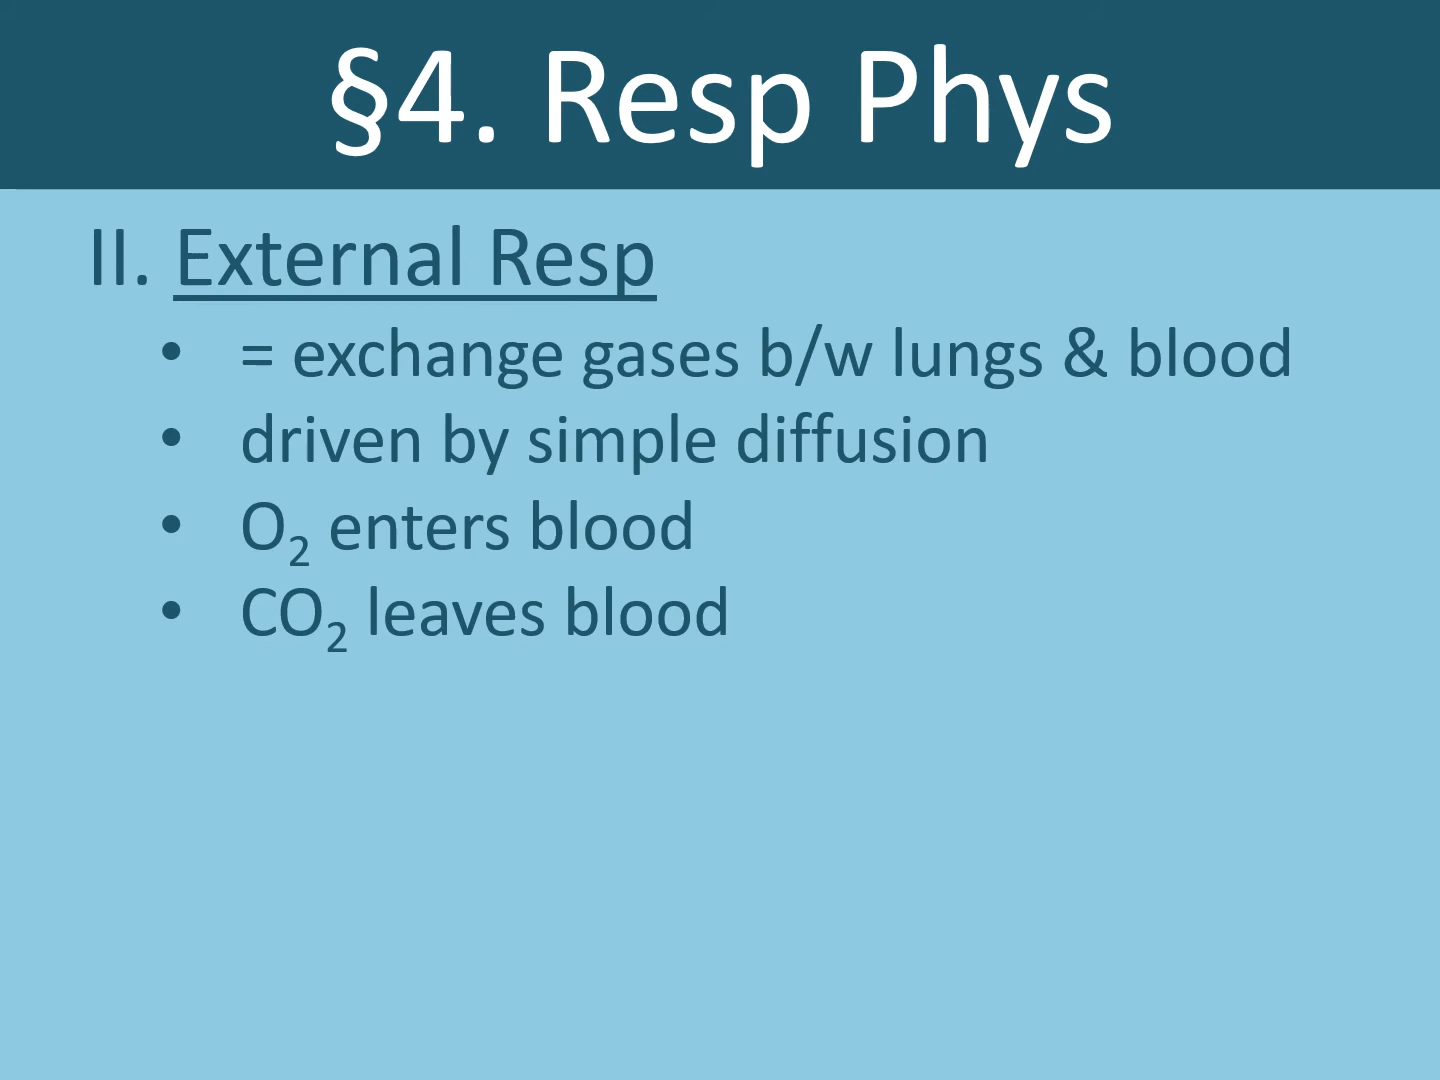 §4. Resp Phys
II. External Resp
• = exchange gases b/w lungs & blood
• driven by simple diffusion
• O₂ enters blood
• CO₂ leaves blood